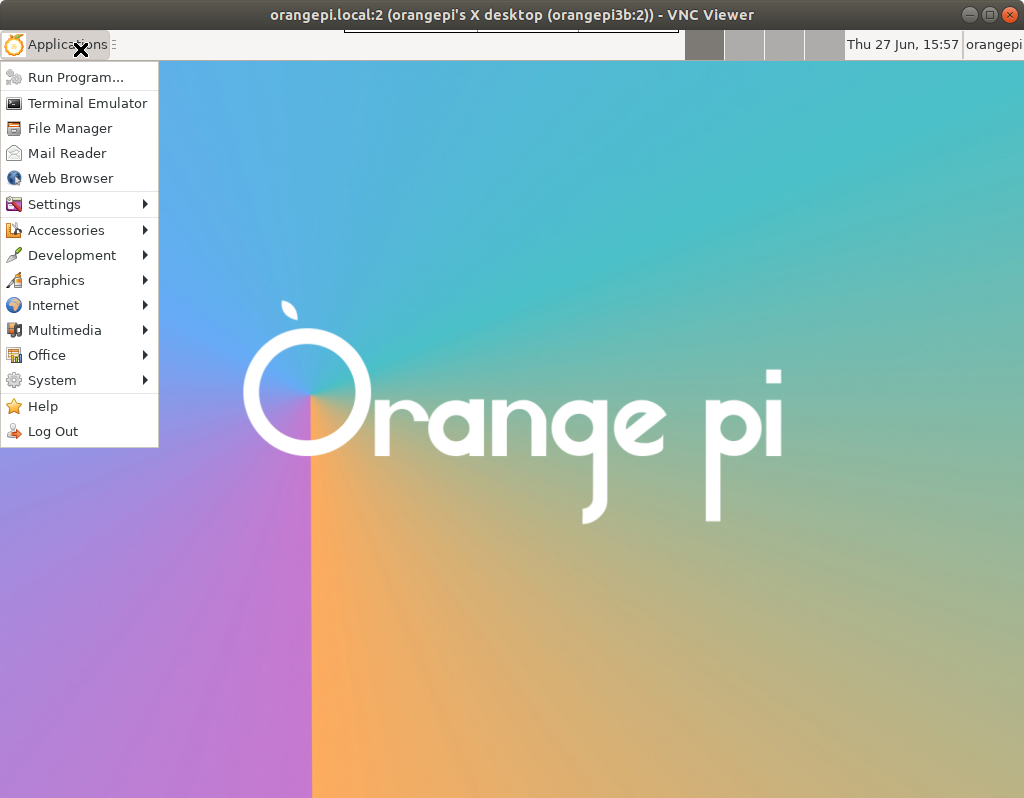 orangepi.local:2 (orangepi's X desktop (orangepi3b:2)) - VNC Viewer
Applications
Thu 27 Jun, 15:57
orangepi
Run Program...
Terminal Emulator
File Manager
Mail Reader
Web Browser
Settings
Accessories
Development
Graphics
Internet
Multimedia
Office
System
Help
Log Out
Orange pi